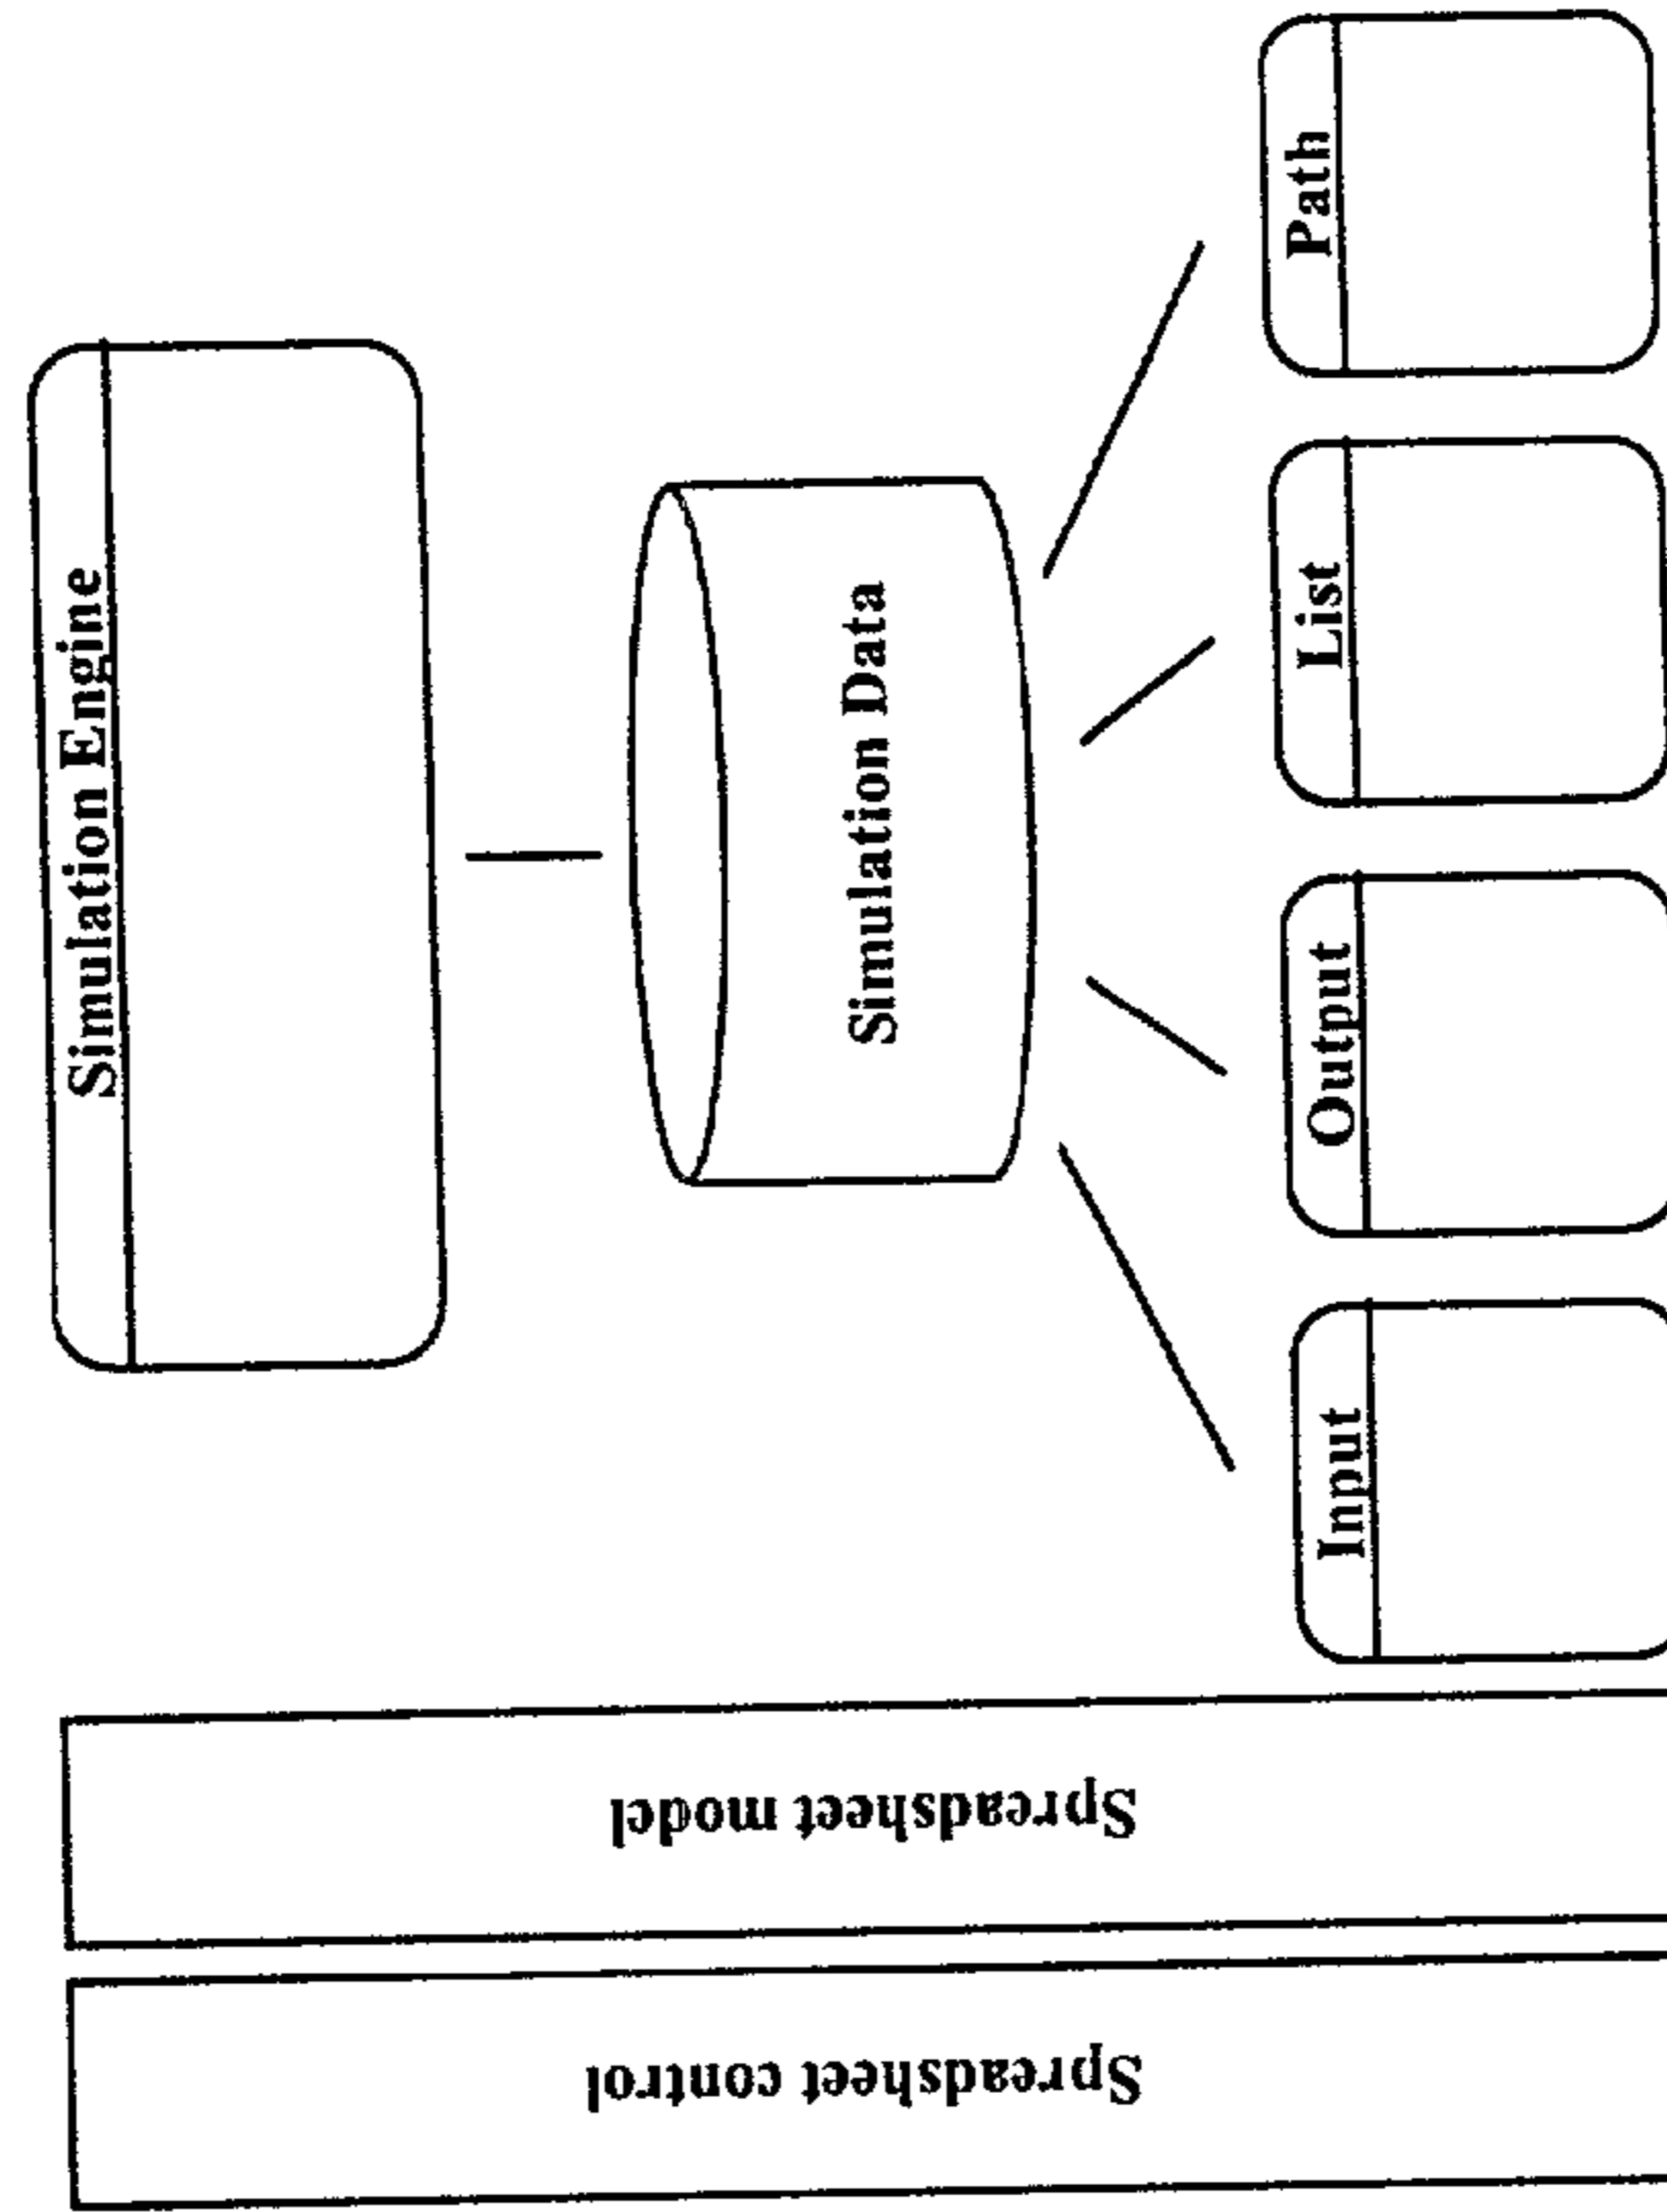 Spreadsheet control
Spreadsheet model
Simulation Engine
Simulation Data
Input
Output
List
Path